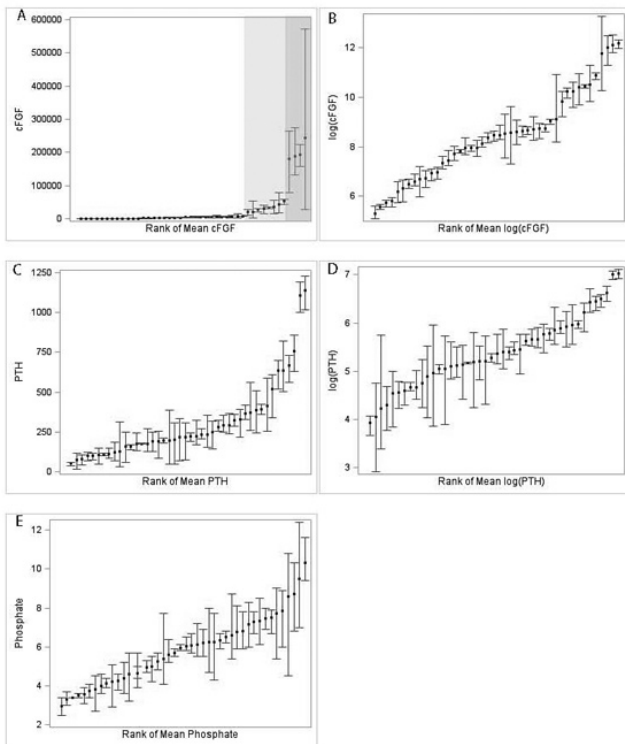 A
600000
500000
400000
300000
200000
100000
0
cFGF
Rank of Mean cFGF
B
12
10
8
6
log(cFGF)
Rank of Mean log(cFGF)
C
1250
1000
750
500
250
0
PTH
Rank of Mean PTH
D
7
6
5
4
3
log(PTH)
Rank of Mean log(PTH)
E
12
10
8
6
4
2
Phosphate
Rank of Mean Phosphate